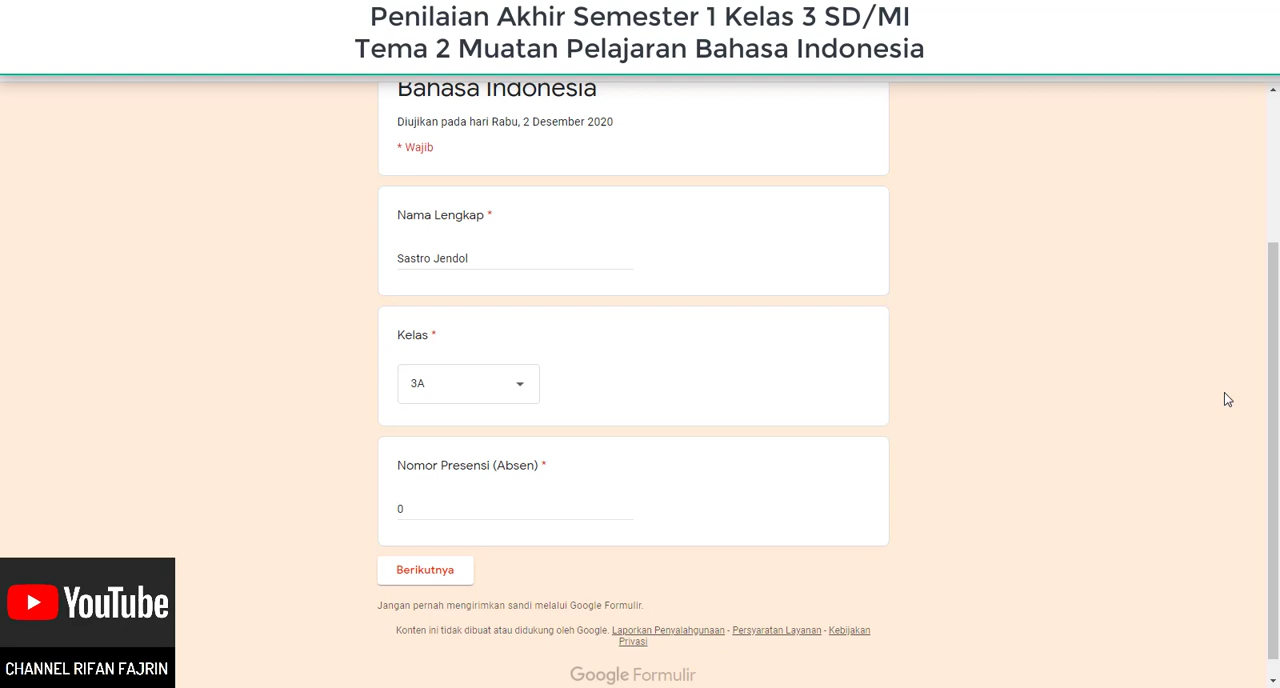 Penilaian Akhir Semester 1 Kelas 3 SD/MI
Tema 2 Muatan Pelajaran Bahasa Indonesia
Bahasa Indonesia
Diujikan pada hari Rabu, 2 Desember 2020
* Wajib
Nama Lengkap *
Sastro Jendol
Kelas *
3A
Nomor Presensi (Absen) *
0
Berikutnya
Jangan pernah mengirimkan sandi melalui Google Formulir.
Konten ini tidak dibuat atau didukung oleh Google. Laporkan Penyalahgunaan - Persyaratan Layanan - Kebijakan
Privasi
Google Formulir
YouTube
CHANNEL RIFAN FAJRIN